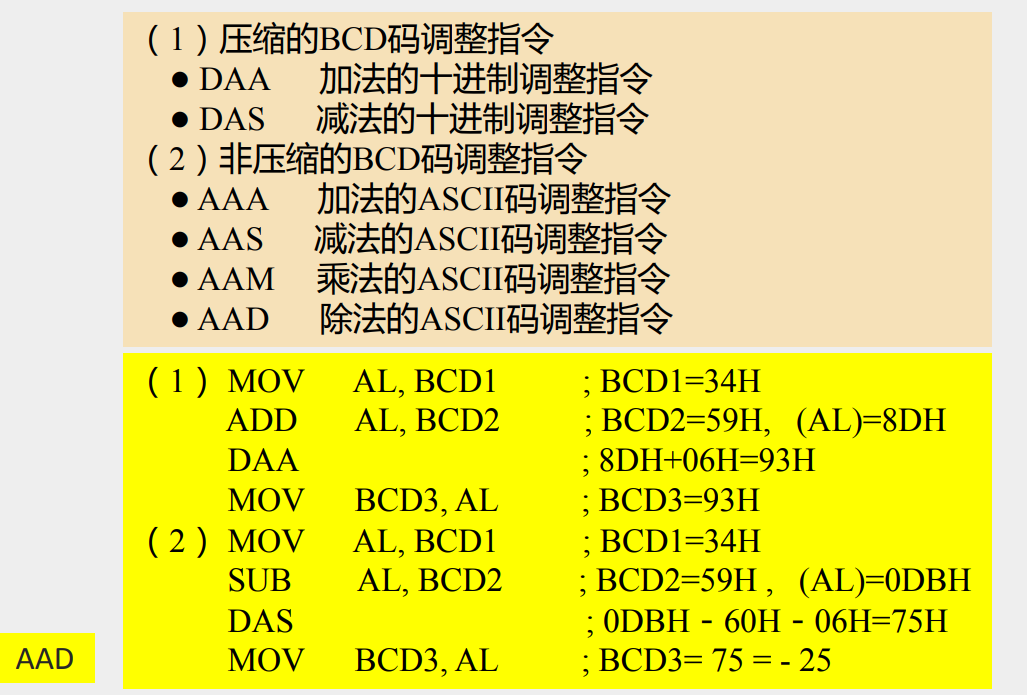 （1）压缩的BCD码调整指令
● DAA 加法的十进制调整指令
● DAS 减法的十进制调整指令
（2）非压缩的BCD码调整指令
● AAA 加法的ASCII码调整指令
● AAS 减法的ASCII码调整指令
● AAM 乘法的ASCII码调整指令
● AAD 除法的ASCII码调整指令
（1） MOV AL, BCD1 ; BCD1=34H
ADD AL, BCD2 ; BCD2=59H, (AL)=8DH
DAA ; 8DH+06H=93H
MOV BCD3, AL ; BCD3=93H
（2） MOV AL, BCD1 ; BCD1=34H
SUB AL, BCD2 ; BCD2=59H , (AL)=0DBH
DAS ; 0DBH - 60H - 06H=75H
MOV BCD3, AL ; BCD3= 75 = - 25
AAD